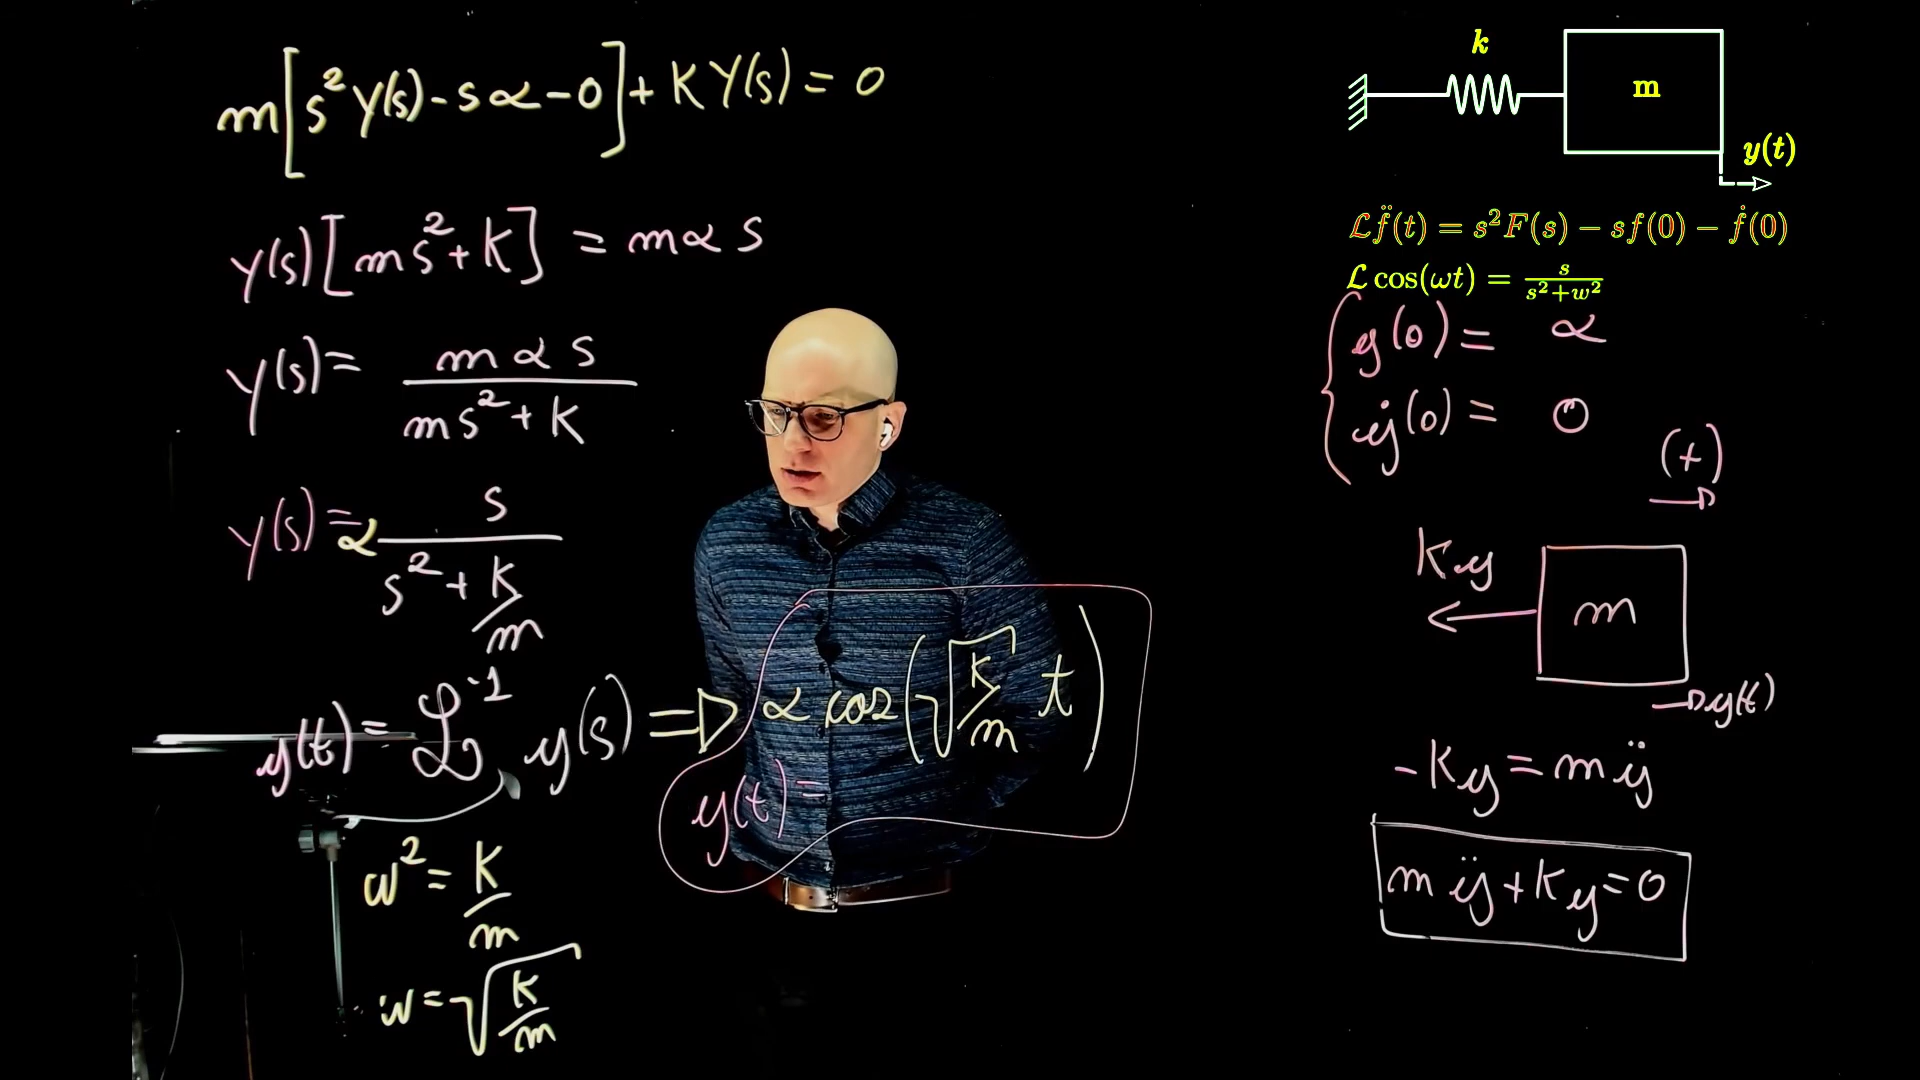 m[s²Y(s)-sα-0]+KY(s)=0
Y(s)[ms²+K]=mαs
Y(s)=mαs/(ms²+K)
Y(s)=α s/(s²+K/m)
y(t)=ℒ⁻¹ y(s) ⇒ α cos(√(K/m) t)
y(t)=
w²=K/m
w=√(K/m)
k
m
y(t)
ℒf̈(t) = s²F(s) − sf(0) − ḟ(0)
ℒ cos(ωt) = s/(s²+w²)
y(0)= α
ẏ(0)= 0
(+)
Ky
m
y(t)
-Ky=mÿ
mÿ+Ky=0